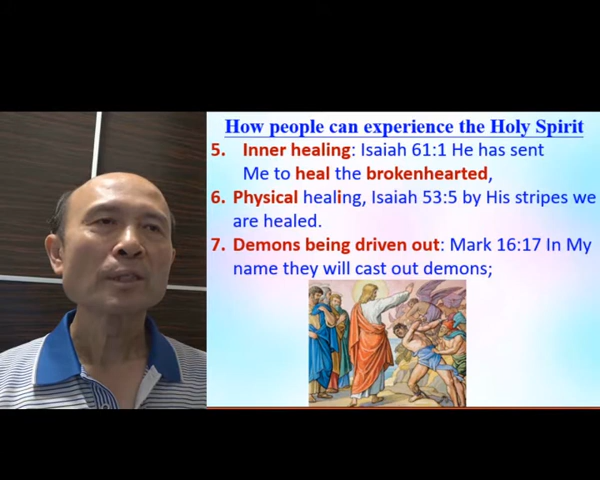 How people can experience the Holy Spirit
5. Inner healing: Isaiah 61:1 He has sent
Me to heal the brokenhearted,
6. Physical healing, Isaiah 53:5 by His stripes we
are healed.
7. Demons being driven out: Mark 16:17 In My
name they will cast out demons;